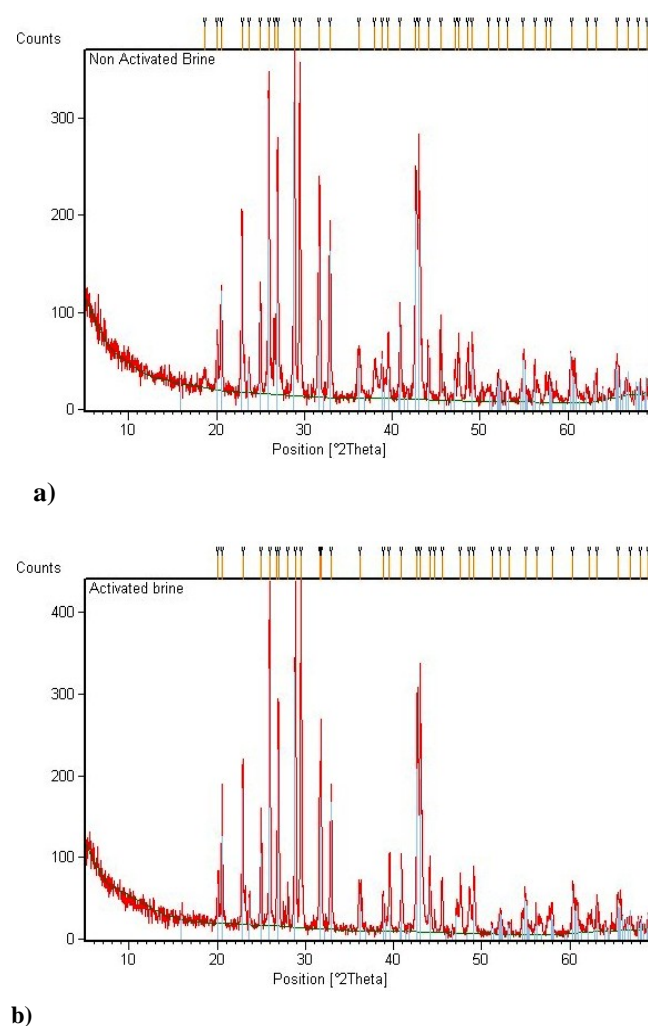 Counts
Non Activated Brine
300
200
100
0
10 20 30 40 50 60
Position [°2Theta]
a)
Counts
Activated brine
400
300
200
100
0
10 20 30 40 50 60
Position [°2Theta]
b)